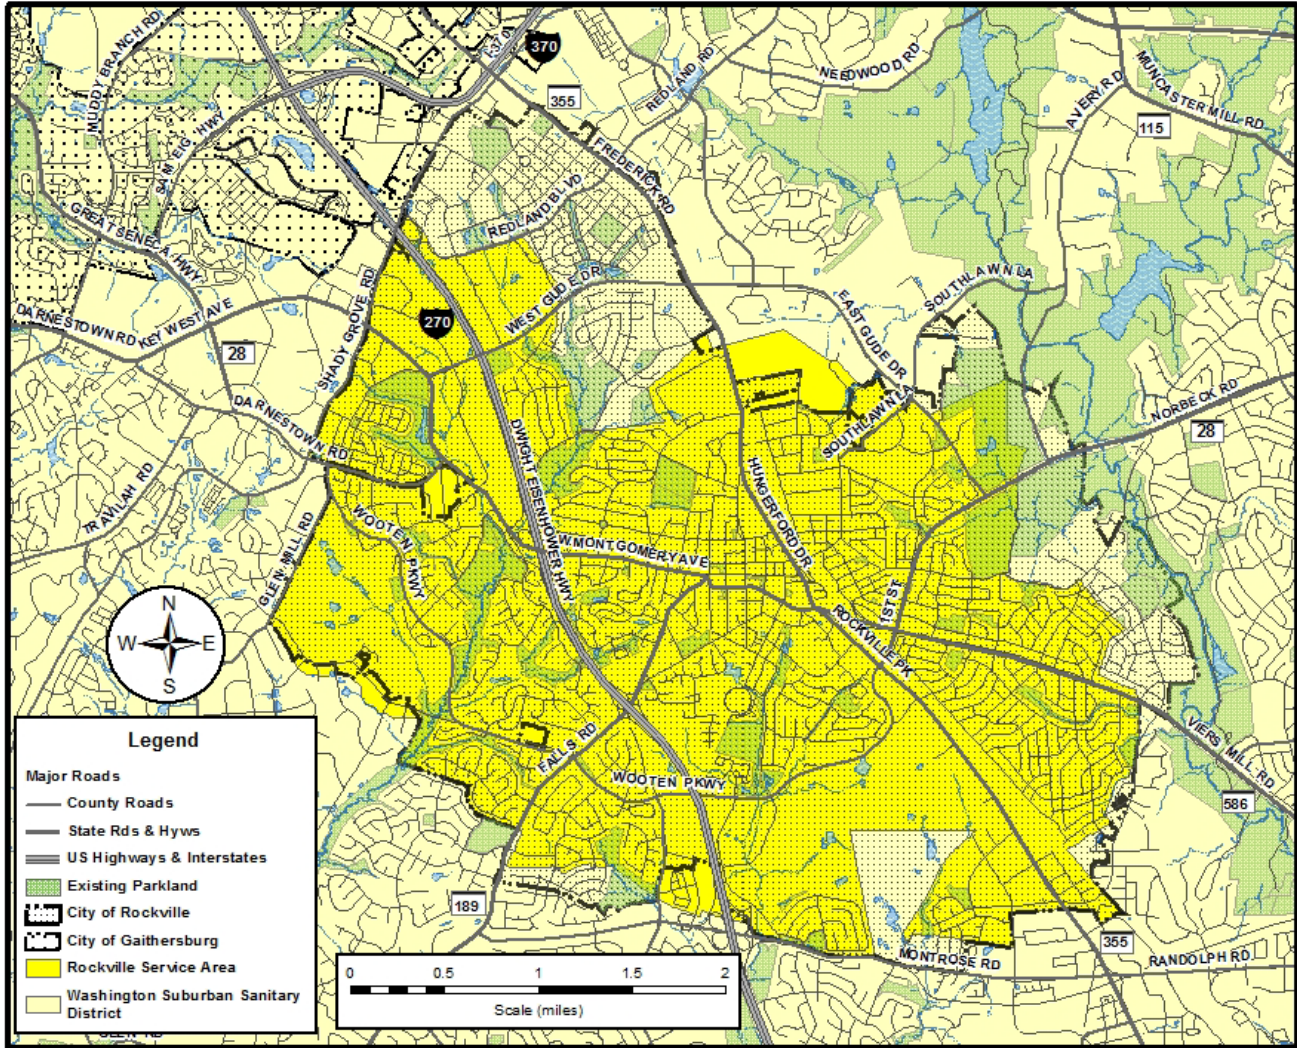 MUDDY BRANCH RD
I-370
370
355
REDLAND RD
NEEDWOOD RD
AVERY RD
MUNCASTER MILL RD
115
SAM EIG HWY
FREDERICK RD
GREAT SENECA HWY
REDLAND BLVD
SHADY GROVE RD
WEST GUDE DR
EAST GUDE DR
SOUTHLAWN LA
DARNESTOWN RD
KEY WEST AVE
28
270
DARNESTOWN RD
SOUTHLAWN LA
NORBECK RD
28
TRAVILAH RD
DWIGHT EISENHOWER HWY
HUNGERFORD DR
GLEN MILL RD
WOOTEN PKWY
W MONTGOMERY AVE
1ST ST
ROCKVILLE PK
N
W
E
S
FALLS RD
WOOTEN PKWY
VIERS MILL RD
586
189
355
MONTROSE RD
RANDOLPH RD
Legend
Major Roads
County Roads
State Rds & Hyws
US Highways & Interstates
Existing Parkland
City of Rockville
City of Gaithersburg
Rockville Service Area
Washington Suburban Sanitary
District
0 0.5 1 1.5 2
Scale (miles)